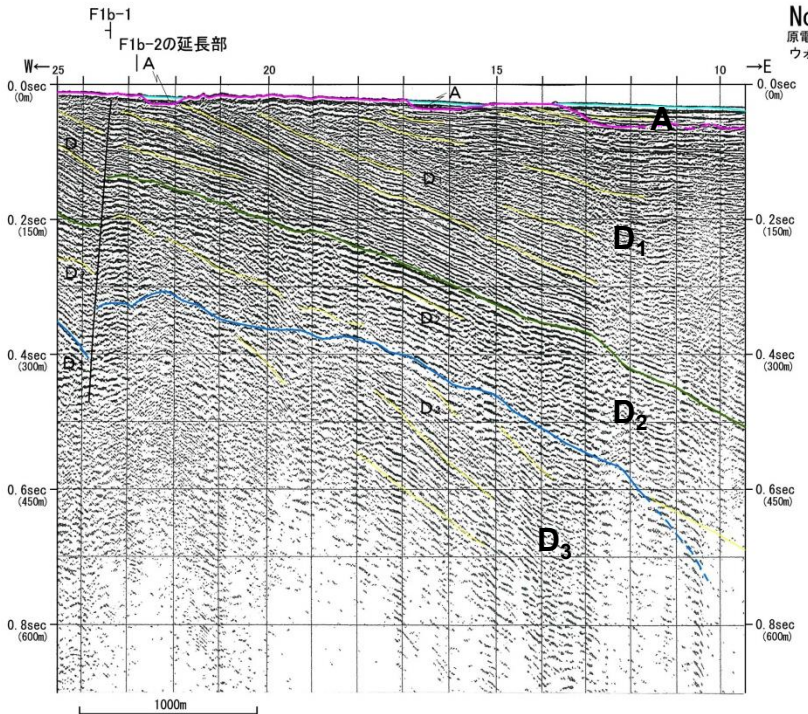 F1b-1
F1b-2の延長部
No
原電
ウォ
W←
A
A
→E
25
20
15
10
0.0sec
(0m)
0.0sec
(0m)
A
D
D
0.2sec
(150m)
0.2sec
(150m)
D₁
0.4sec
(300m)
0.4sec
(300m)
D₂
0.6sec
(450m)
0.6sec
(450m)
D₃
0.8sec
(600m)
0.8sec
(600m)
1000m